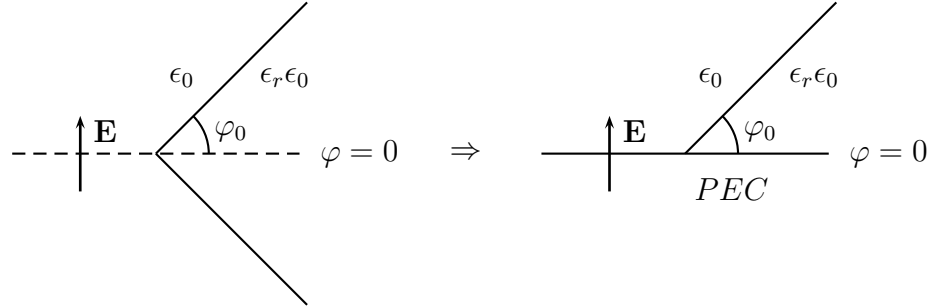 ϵ₀ ϵᵣϵ₀ ϵ₀ ϵᵣϵ₀
E φ₀ E φ₀
φ = 0 ⇒ φ = 0
PEC